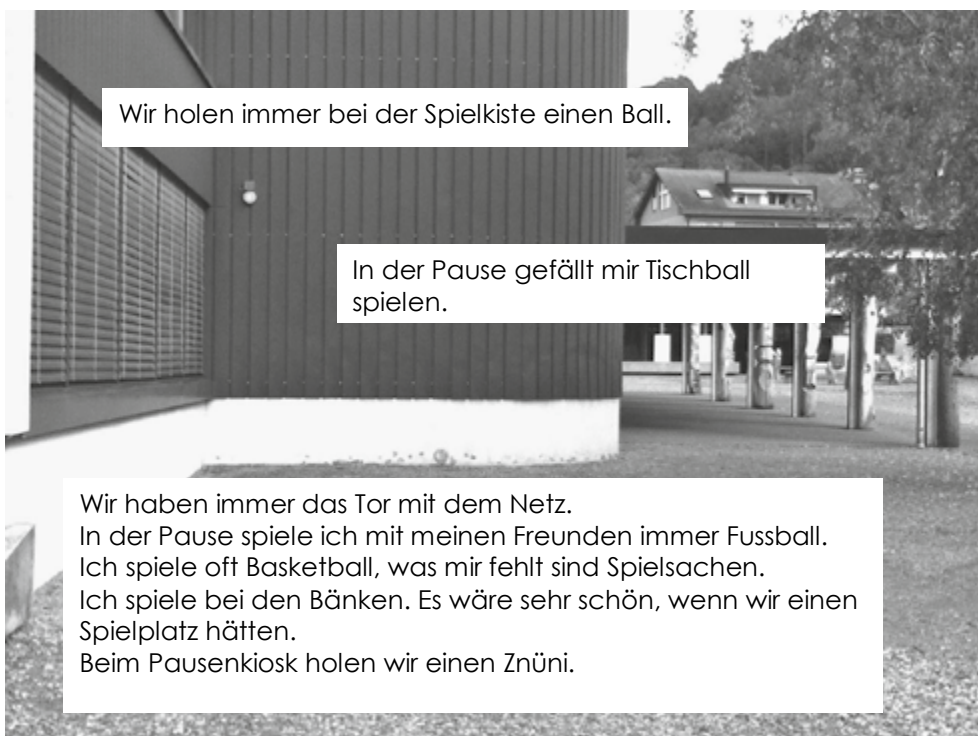 Wir holen immer bei der Spielkiste einen Ball.
In der Pause gefällt mir Tischball
spielen.
Wir haben immer das Tor mit dem Netz.
In der Pause spiele ich mit meinen Freunden immer Fussball.
Ich spiele oft Basketball, was mir fehlt sind Spielsachen.
Ich spiele bei den Bänken. Es wäre sehr schön, wenn wir einen
Spielplatz hätten.
Beim Pausenkiosk holen wir einen Znüni.